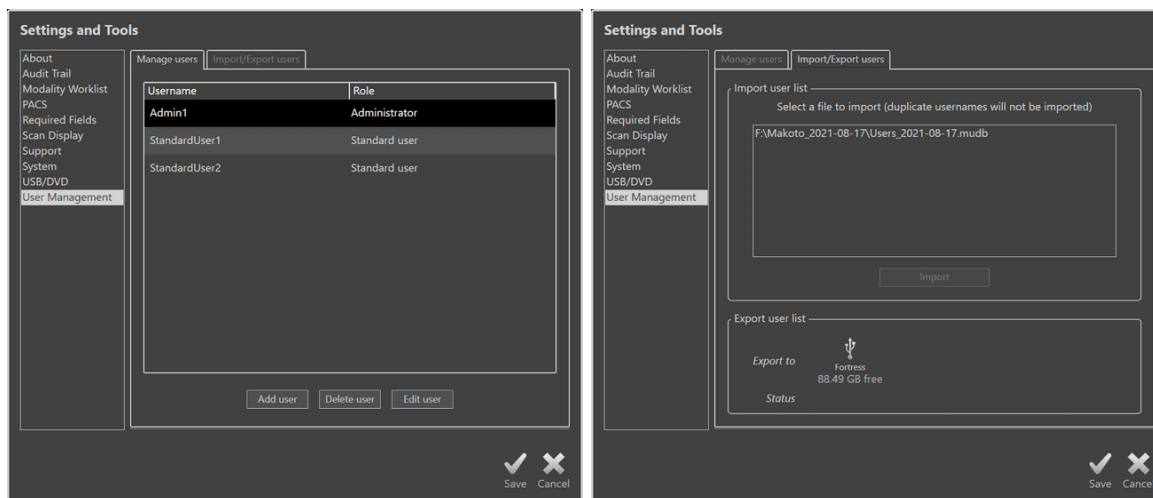 Settings and Tools
About
Audit Trail
Modality Worklist
PACS
Required Fields
Scan Display
Support
System
USB/DVD
User Management
Manage users Import/Export users
Username Role
Admin1 Administrator
StandardUser1 Standard user
StandardUser2 Standard user
Add user Delete user Edit user
Save Cancel
Settings and Tools
About
Audit Trail
Modality Worklist
PACS
Required Fields
Scan Display
Support
System
USB/DVD
User Management
Manage users Import/Export users
Import user list
Select a file to import (duplicate usernames will not be imported)
F:\Makoto_2021-08-17\Users_2021-08-17.mudb
Import
Export user list
Export to
Fortress
88.49 GB free
Status
Save Cancel